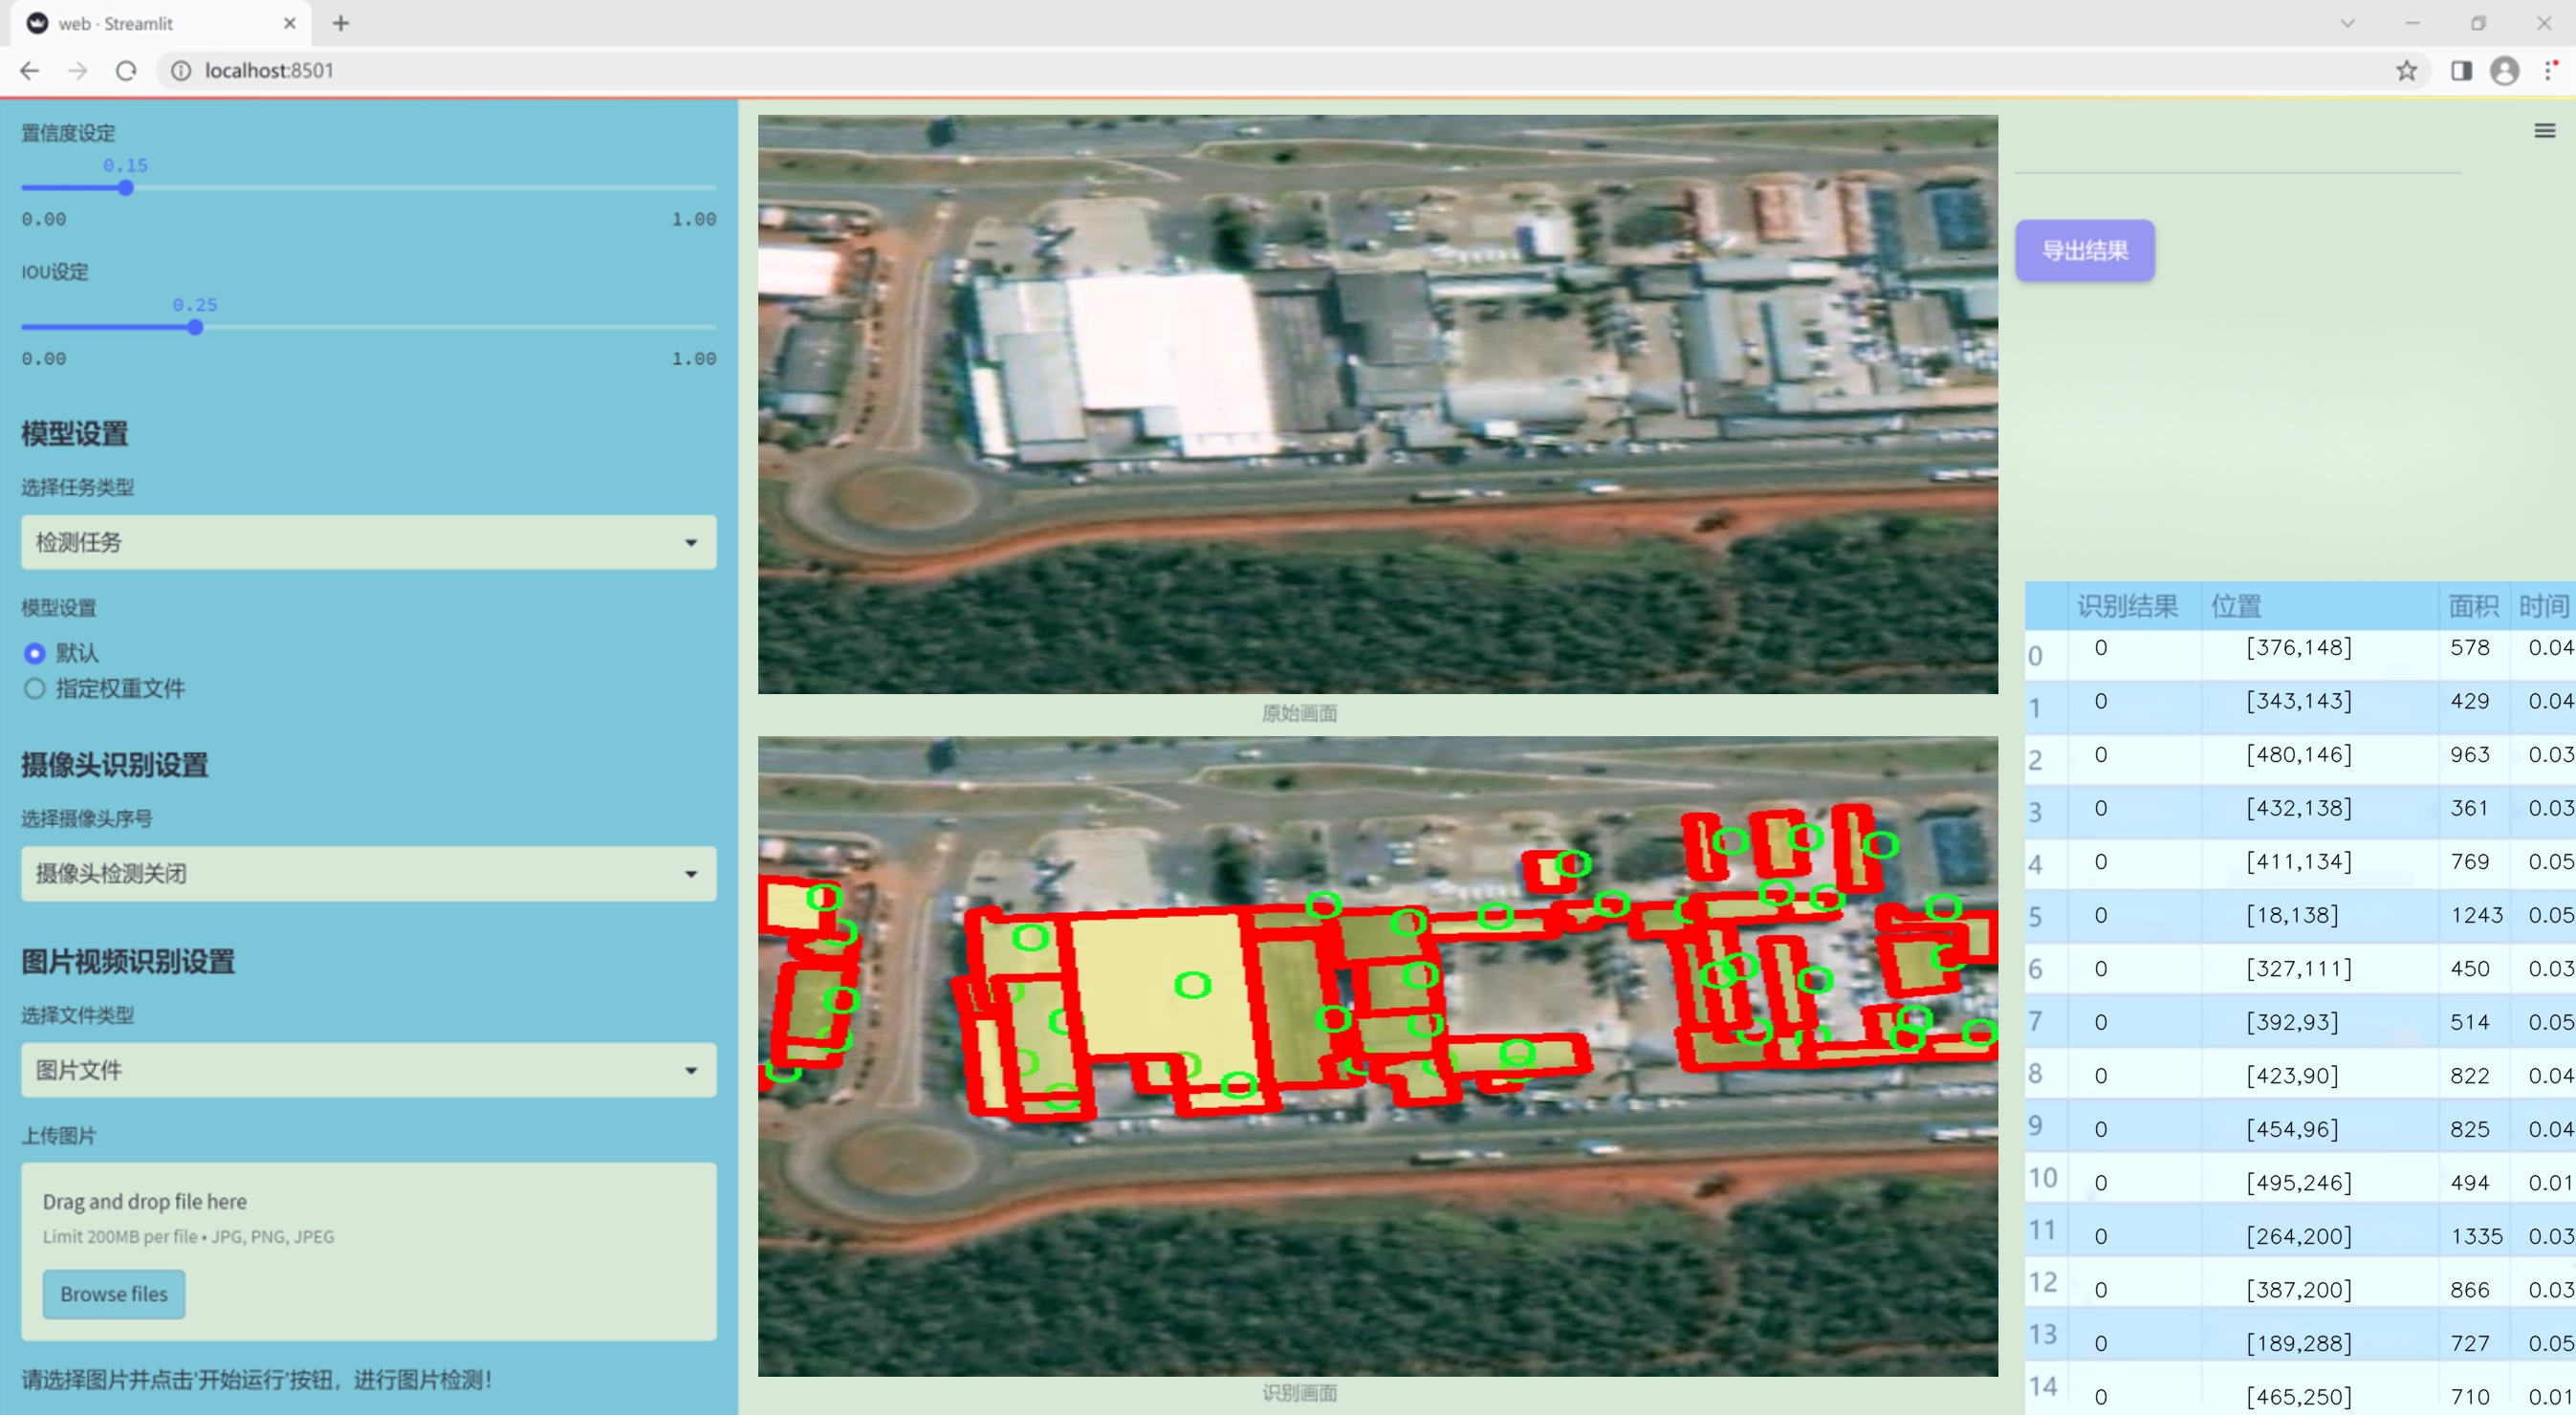 web · Streamlit
localhost:8501
置信度设定
0.15
0.00 1.00
IOU设定
0.25
0.00 1.00
模型设置
选择任务类型
检测任务
模型设置
默认
指定权重文件
摄像头识别设置
选择摄像头序号
摄像头检测关闭
图片视频识别设置
选择文件类型
图片文件
上传图片
Drag and drop file here
Limit 200MB per file • JPG, PNG, JPEG
Browse files
请选择图片并点击'开始运行'按钮，进行图片检测！
原始画面
识别画面
导出结果
识别结果 位置 面积 时间
0 0 [376,148] 578 0.04
1 0 [343,143] 429 0.04
2 0 [480,146] 963 0.03
3 0 [432,138] 361 0.03
4 0 [411,134] 769 0.05
5 0 [18,138] 1243 0.05
6 0 [327,111] 450 0.03
7 0 [392,93] 514 0.05
8 0 [423,90] 822 0.04
9 0 [454,96] 825 0.04
10 0 [495,246] 494 0.01
11 0 [264,200] 1335 0.03
12 0 [387,200] 866 0.03
13 0 [189,288] 727 0.05
14 0 [465,250] 710 0.01